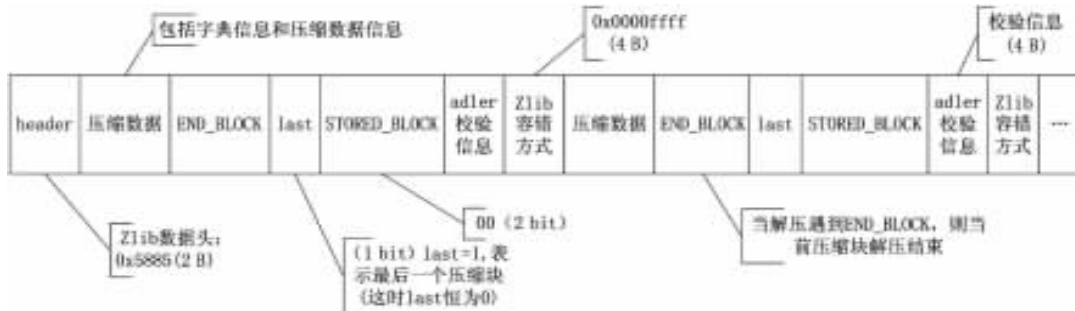 包括字典信息和压缩数据信息
0x0000ffff
(4 B)
校验信息
(4 B)
header
压缩数据
END_BLOCK
last
STORED_BLOCK
adler
校验
信息
Zlib
容错
方式
压缩数据
END_BLOCK
last
STORED_BLOCK
adler
校验
信息
Zlib
容错
方式
…
Zlib数据头:
0x5885(2 B)
(1 bit) last=1,表
示最后一个压缩块
(这时last恒为0)
00 (2 bit)
当解压遇到END_BLOCK, 则当
前压缩块解压结束